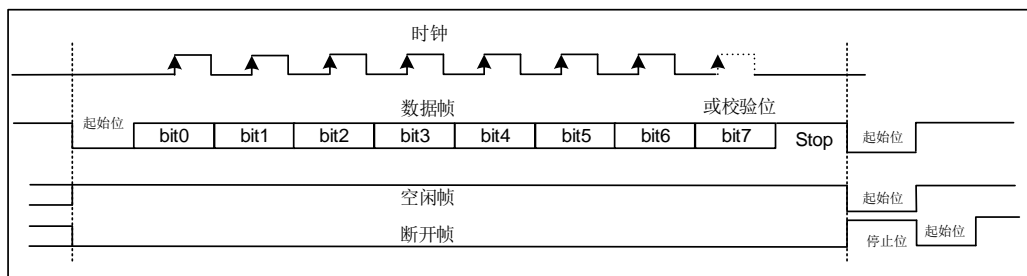 时钟
数据帧
或校验位
起始位 bit0 bit1 bit2 bit3 bit4 bit5 bit6 bit7 Stop 起始位
空闲帧 起始位
断开帧 停止位 起始位